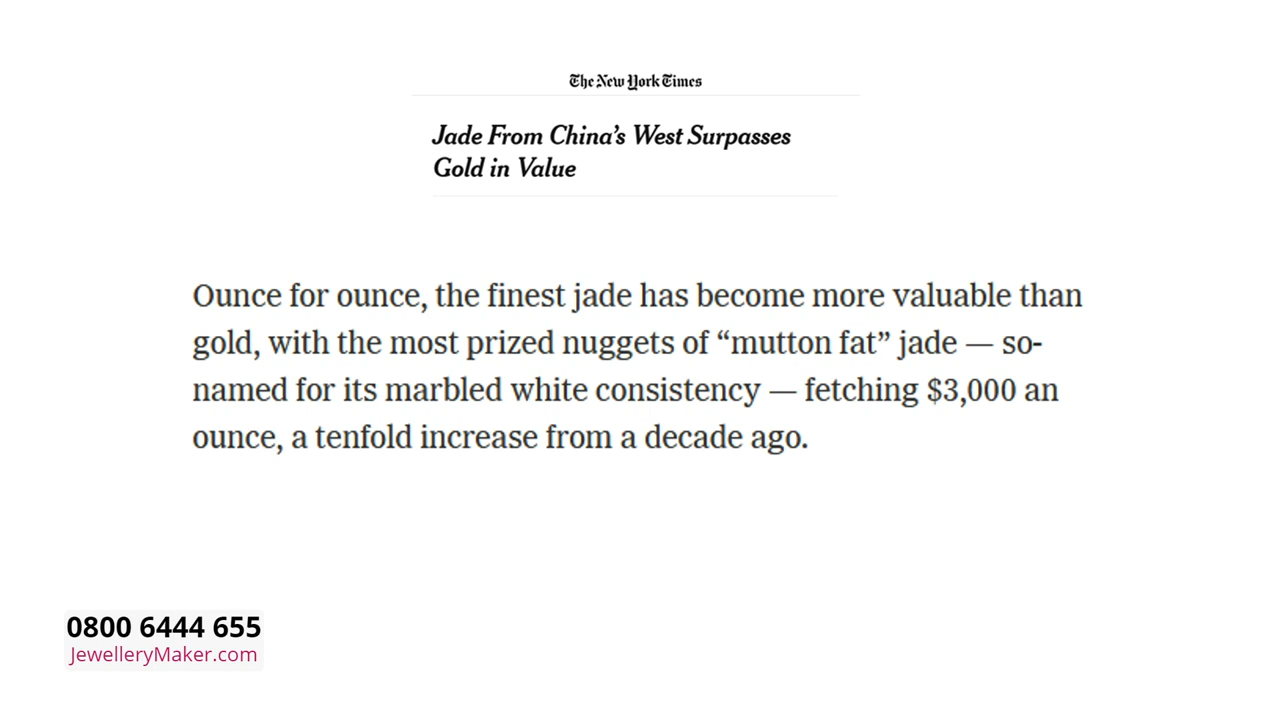 The New York Times
Jade From China’s West Surpasses
Gold in Value
Ounce for ounce, the finest jade has become more valuable than
gold, with the most prized nuggets of “mutton fat” jade — so-
named for its marbled white consistency — fetching $3,000 an
ounce, a tenfold increase from a decade ago.
0800 6444 655
JewelleryMaker.com